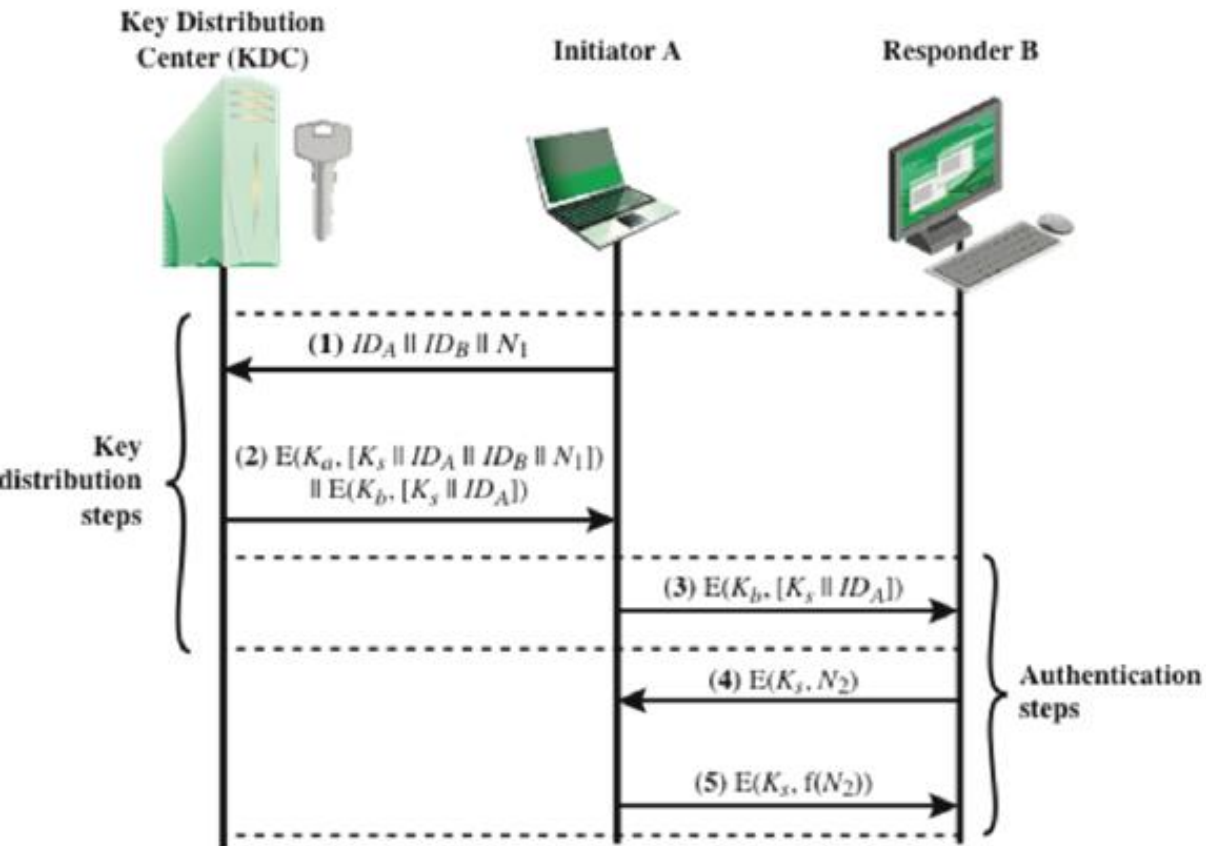 Key Distribution
Center (KDC)
Initiator A
Responder B
(1) ID_A || ID_B || N_1
(2) E(K_a, [K_s || ID_A || ID_B || N_1])
|| E(K_b, [K_s || ID_A])
Key
distribution
steps
(3) E(K_b, [K_s || ID_A])
(4) E(K_s, N_2)
Authentication
steps
(5) E(K_s, f(N_2))